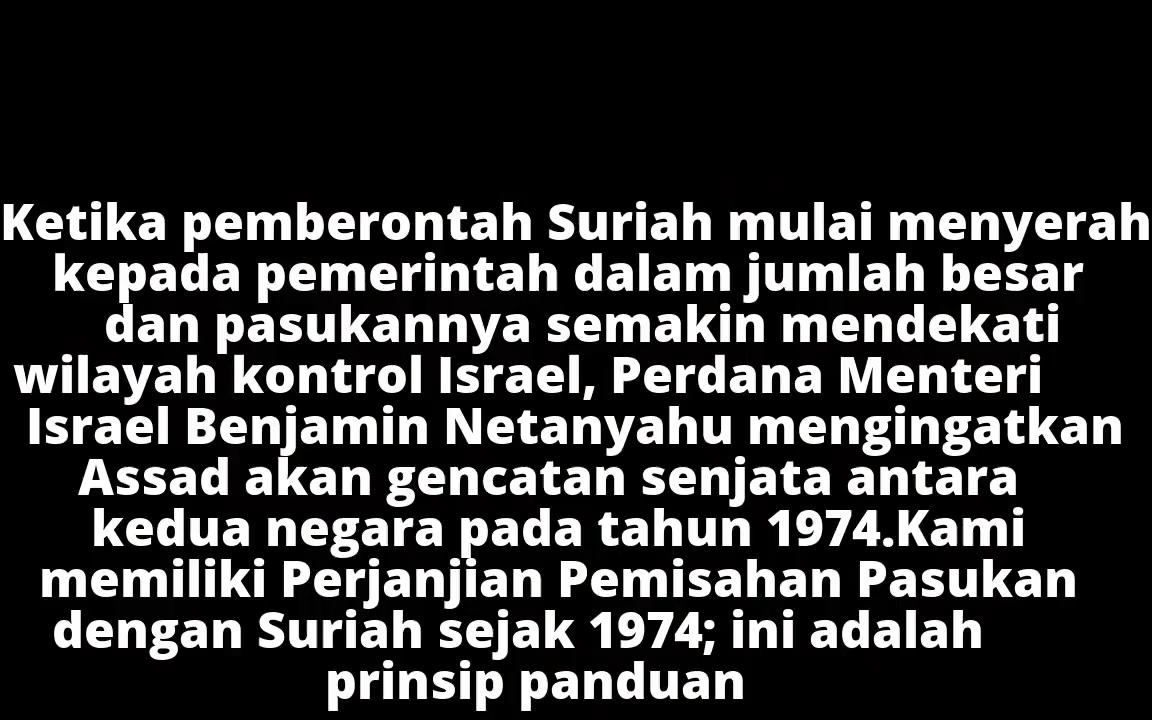 Ketika pemberontah Suriah mulai menyerah
kepada pemerintah dalam jumlah besar
dan pasukannya semakin mendekati
wilayah kontrol Israel, Perdana Menteri
Israel Benjamin Netanyahu mengingatkan
Assad akan gencatan senjata antara
kedua negara pada tahun 1974.Kami
memiliki Perjanjian Pemisahan Pasukan
dengan Suriah sejak 1974; ini adalah
prinsip panduan